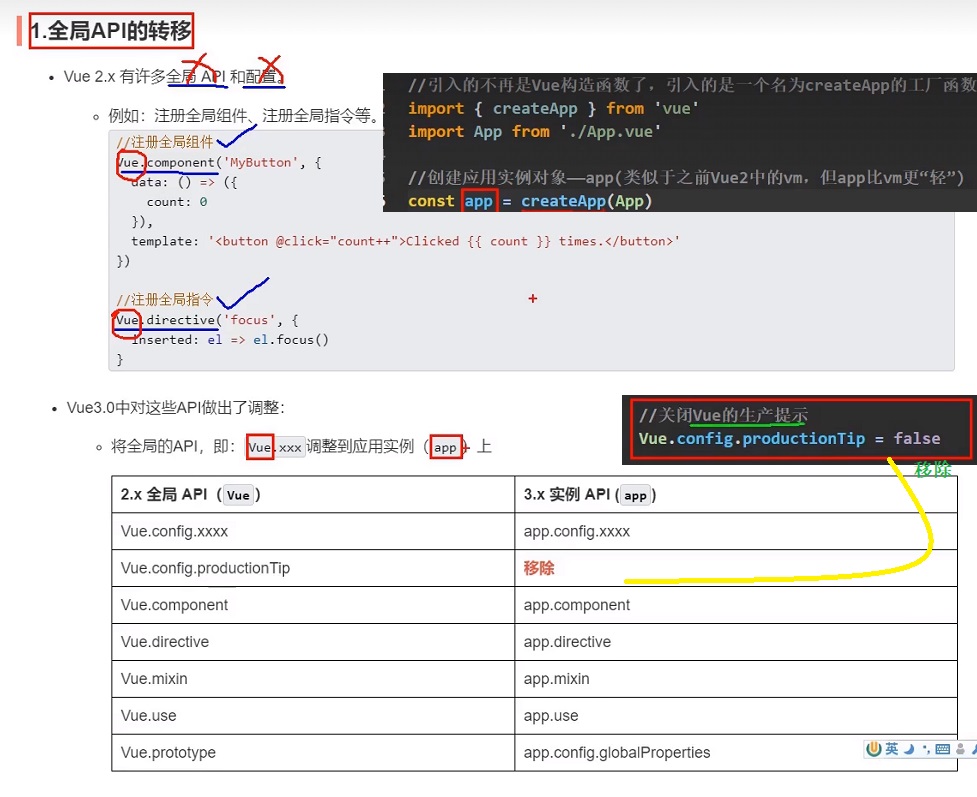 1.全局API的转移
Vue 2.x 有许多全局 API 和配置。
例如：注册全局组件、注册全局指令等。
//注册全局组件
Vue.component('MyButton', {
data: () => ({
count: 0
}),
template: '<button @click="count++">Clicked {{ count }} times.</button>'
})
//注册全局指令
Vue.directive('focus', {
inserted: el => el.focus()
}
//引入的不再是Vue构造函数了，引入的是一个名为createApp的工厂函数
import { createApp } from 'vue'
import App from './App.vue'
//创建应用实例对象——app(类似于之前Vue2中的vm，但app比vm更“轻”)
const app = createApp(App)
Vue3.0中对这些API做出了调整：
将全局的API，即：Vue.xxx 调整到应用实例（app）上
//关闭Vue的生产提示
Vue.config.productionTip = false
移除
2.x 全局 API（Vue） 3.x 实例 API (app)
Vue.config.xxxx app.config.xxxx
Vue.config.productionTip 移除
Vue.component app.component
Vue.directive app.directive
Vue.mixin app.mixin
Vue.use app.use
Vue.prototype app.config.globalProperties
英